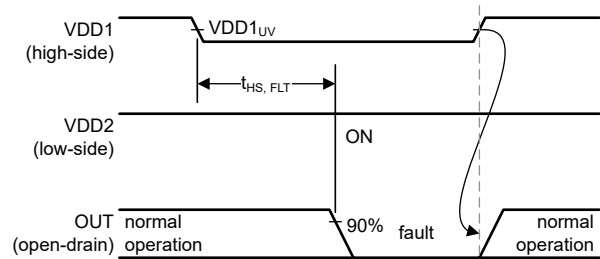 VDD1
(high-side)
VDD1UV
tHS, FLT
VDD2
(low-side)
ON
OUT
(open-drain)
normal
operation
90%
fault
normal
operation